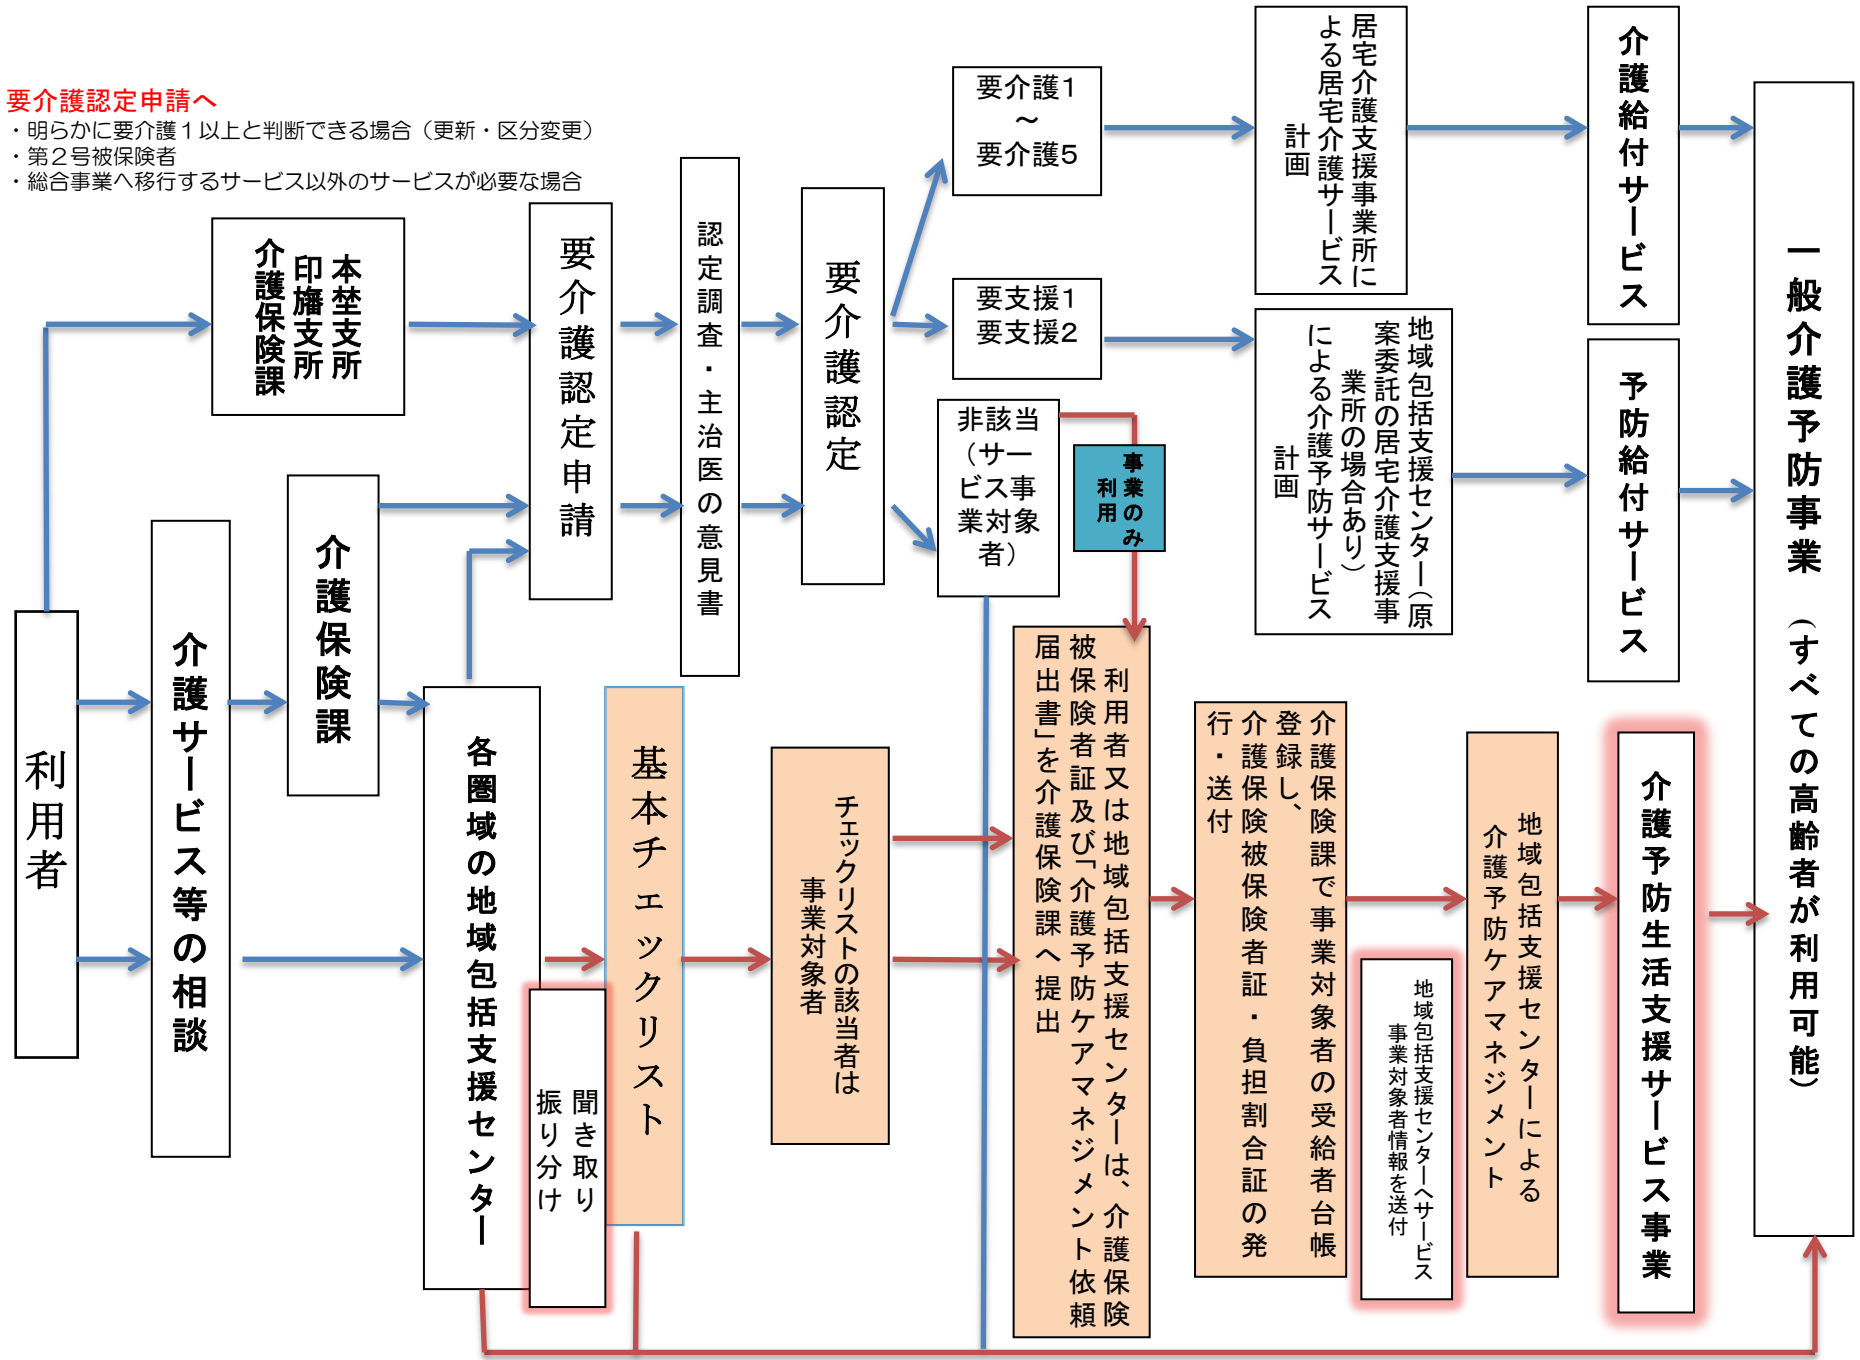 要介護認定申請へ
・明らかに要介護１以上と判断できる場合（更新・区分変更）
・第２号被保険者
・総合事業へ移行するサービス以外のサービスが必要な場合
利用者
本埜支所
印旛支所
介護保険課
介護サービス等の相談
介護保険課
各圏域の地域包括支援センター
聞き取り
振り分け
要介護認定申請
認定調査・主治医の意見書
要介護認定
要介護1
～
要介護5
要支援1
要支援2
非該当
（サー
ビス事
業対象
者）
事業のみ
利用
居宅介護支援事業所に
よる居宅介護サービス
計画
地域包括支援センター（原
案委託の居宅介護支援事
業所の場合あり）
による介護予防サービス
計画
介護給付サービス
予防給付サービス
基本チェックリスト
チェックリストの該当者は
事業対象者
利用者又は地域包括支援センターは、介護保険
被保険者証及び「介護予防ケアマネジメント依頼
届出書」を介護保険課へ提出
介護保険課で事業対象者の受給者台帳
登録し、
介護保険被保険者証・負担割合証の発
行・送付
地域包括支援センターへサービス
事業対象者情報を送付
地域包括支援センターによる
介護予防ケアマネジメント
介護予防生活支援サービス事業
一般介護予防事業　（すべての高齢者が利用可能）